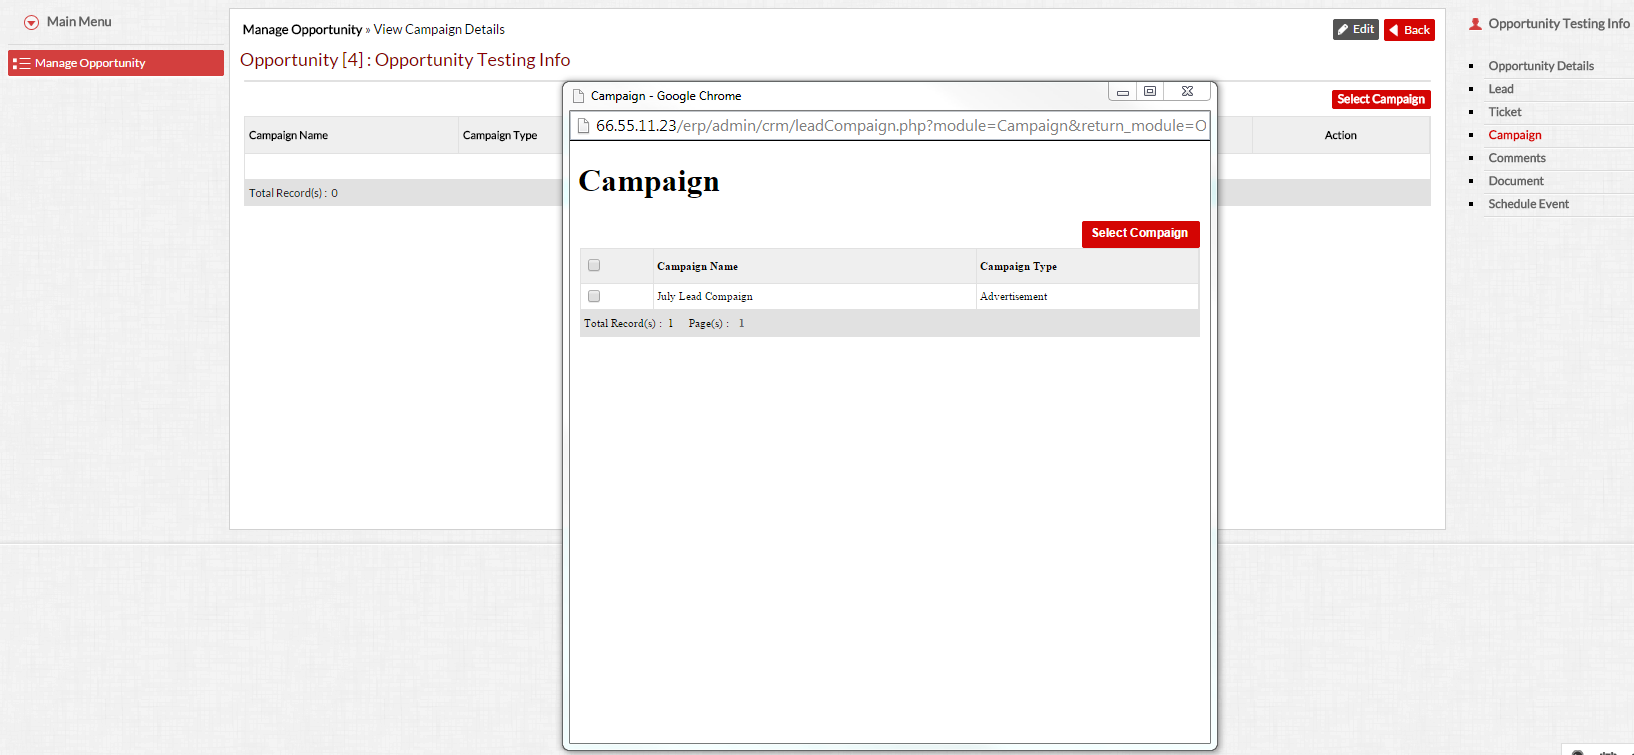 Main Menu
Manage Opportunity
Manage Opportunity » View Campaign Details
Edit
Back
Opportunity [4] : Opportunity Testing Info
Select Campaign
Campaign Name
Campaign Type
Action
Total Record(s) : 0
Campaign - Google Chrome
66.55.11.23/erp/admin/crm/leadCompaign.php?module=Campaign&return_module=O
Campaign
Select Compaign
Campaign Name
Campaign Type
July Lead Compaign
Advertisement
Total Record(s) : 1 Page(s) : 1
Opportunity Testing Info
Opportunity Details
Lead
Ticket
Campaign
Comments
Document
Schedule Event